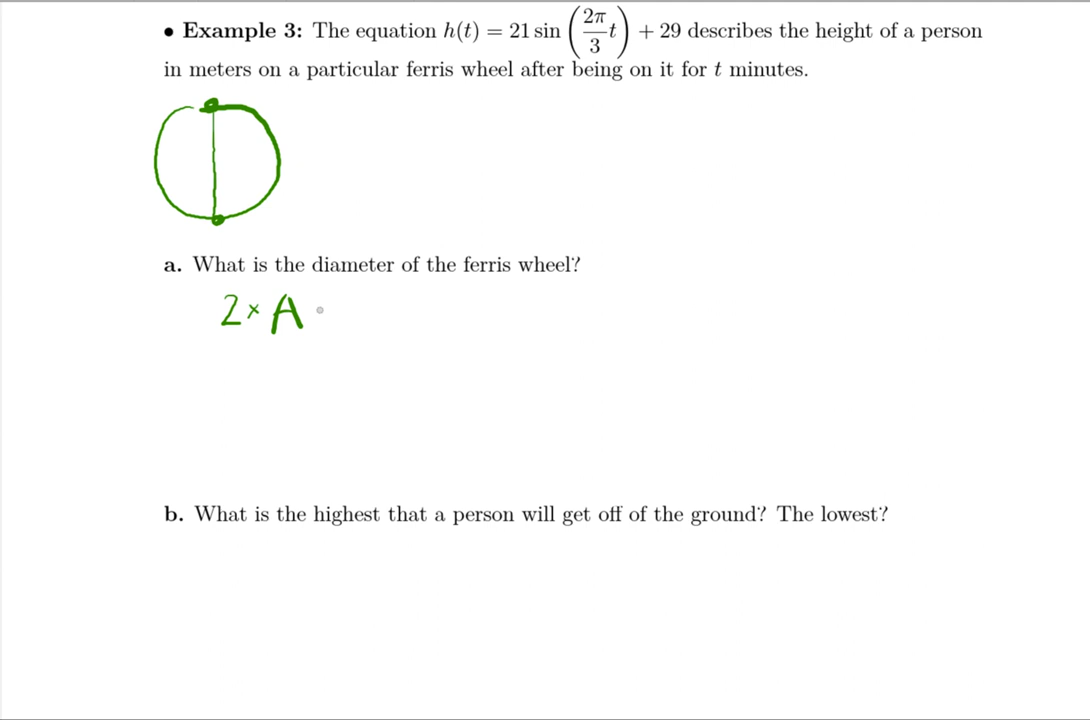 • Example 3: The equation h(t) = 21 sin (2π/3 t) + 29 describes the height of a person
in meters on a particular ferris wheel after being on it for t minutes.
a. What is the diameter of the ferris wheel?
2 × A
b. What is the highest that a person will get off of the ground? The lowest?